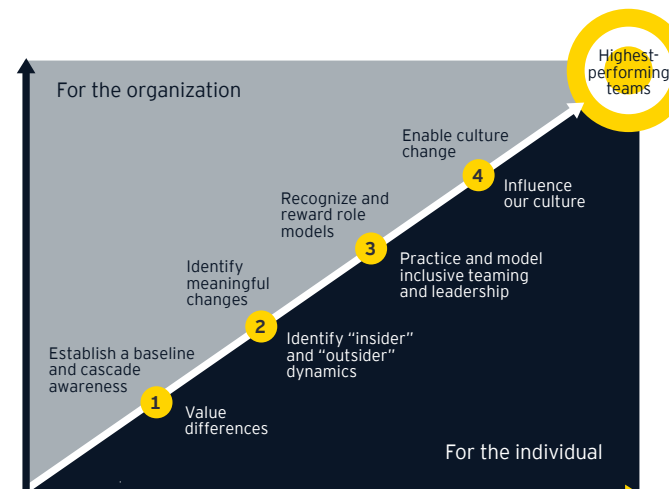 Highest-
performing
teams
For the organization
Enable culture
change
4
Influence
our culture
Recognize and
reward role
models
3
Practice and model
inclusive teaming
and leadership
Identify
meaningful
changes
2
Identify “insider”
and “outsider”
dynamics
Establish a baseline
and cascade
awareness
1
Value
differences
For the individual